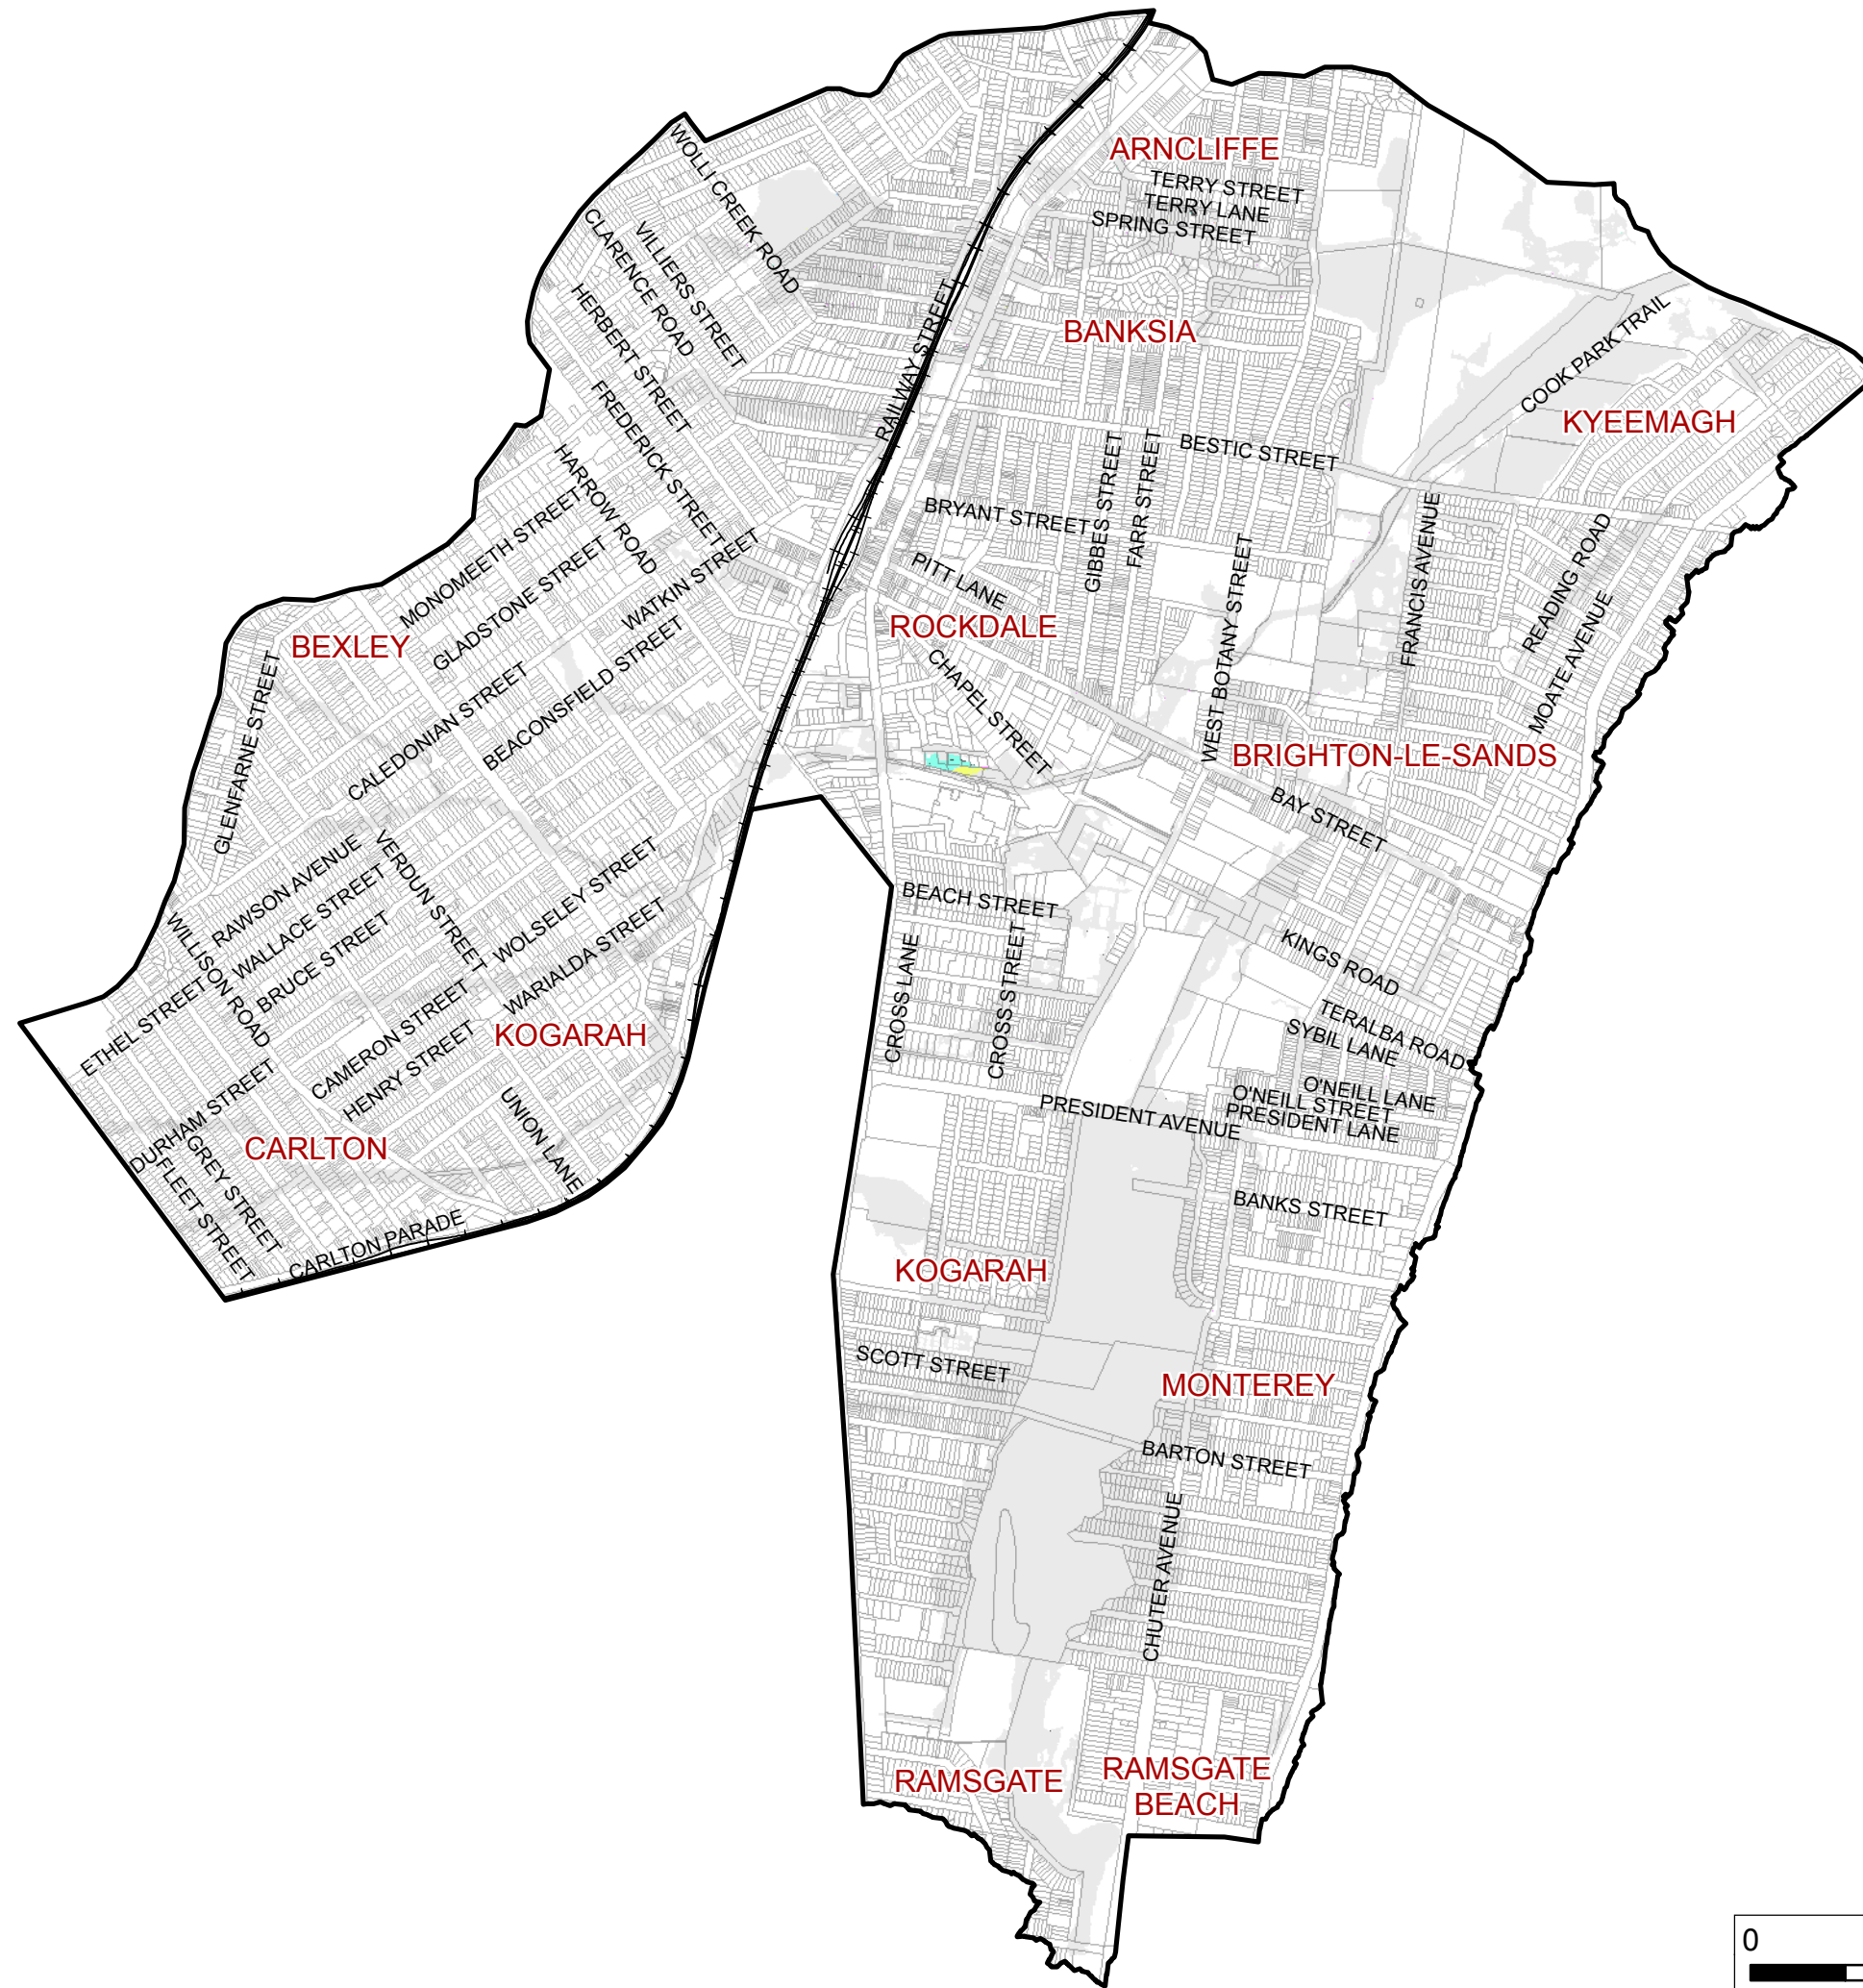 ARNCLIFFE
TERRY STREET
TERRY LANE
SPRING STREET
WOLLI CREEK ROAD
VILLIERS STREET
CLARENCE ROAD
HERBERT STREET
RAILWAY STREET
BANKSIA
COOK PARK TRAIL
KYEEMAGH
FREDERICK STREET
HARROW ROAD
BESTIC STREET
GIBBES STREET
FARR STREET
BRYANT STREET
MONOMEETH STREET
GLADSTONE STREET
WATKIN STREET
PITT LANE
FRANCIS AVENUE
READING ROAD
MOATE AVENUE
WEST BOTANY STREET
ROCKDALE
BEXLEY
CALEDONIAN STREET
BEACONSFIELD STREET
GLENFARNE STREET
CHAPEL STREET
BRIGHTON-LE-SANDS
BAY STREET
RAWSON AVENUE
WALLACE STREET
VERDUN STREET
WOLSELEY STREET
BEACH STREET
WILLISON ROAD
BRUCE STREET
WARIALDA STREET
CROSS LANE
CROSS STREET
KINGS ROAD
ETHEL STREET
CAMERON STREET
HENRY STREET
KOGARAH
TERALBA ROAD
SYBIL LANE
O'NEILL LANE
O'NEILL STREET
PRESIDENT LANE
PRESIDENT AVENUE
DURHAM STREET
CARLTON
UNION LANE
GREY STREET
FLEET STREET
CARLTON PARADE
BANKS STREET
KOGARAH
SCOTT STREET
MONTEREY
BARTON STREET
CHUTER AVENUE
RAMSGATE
RAMSGATE
BEACH
0